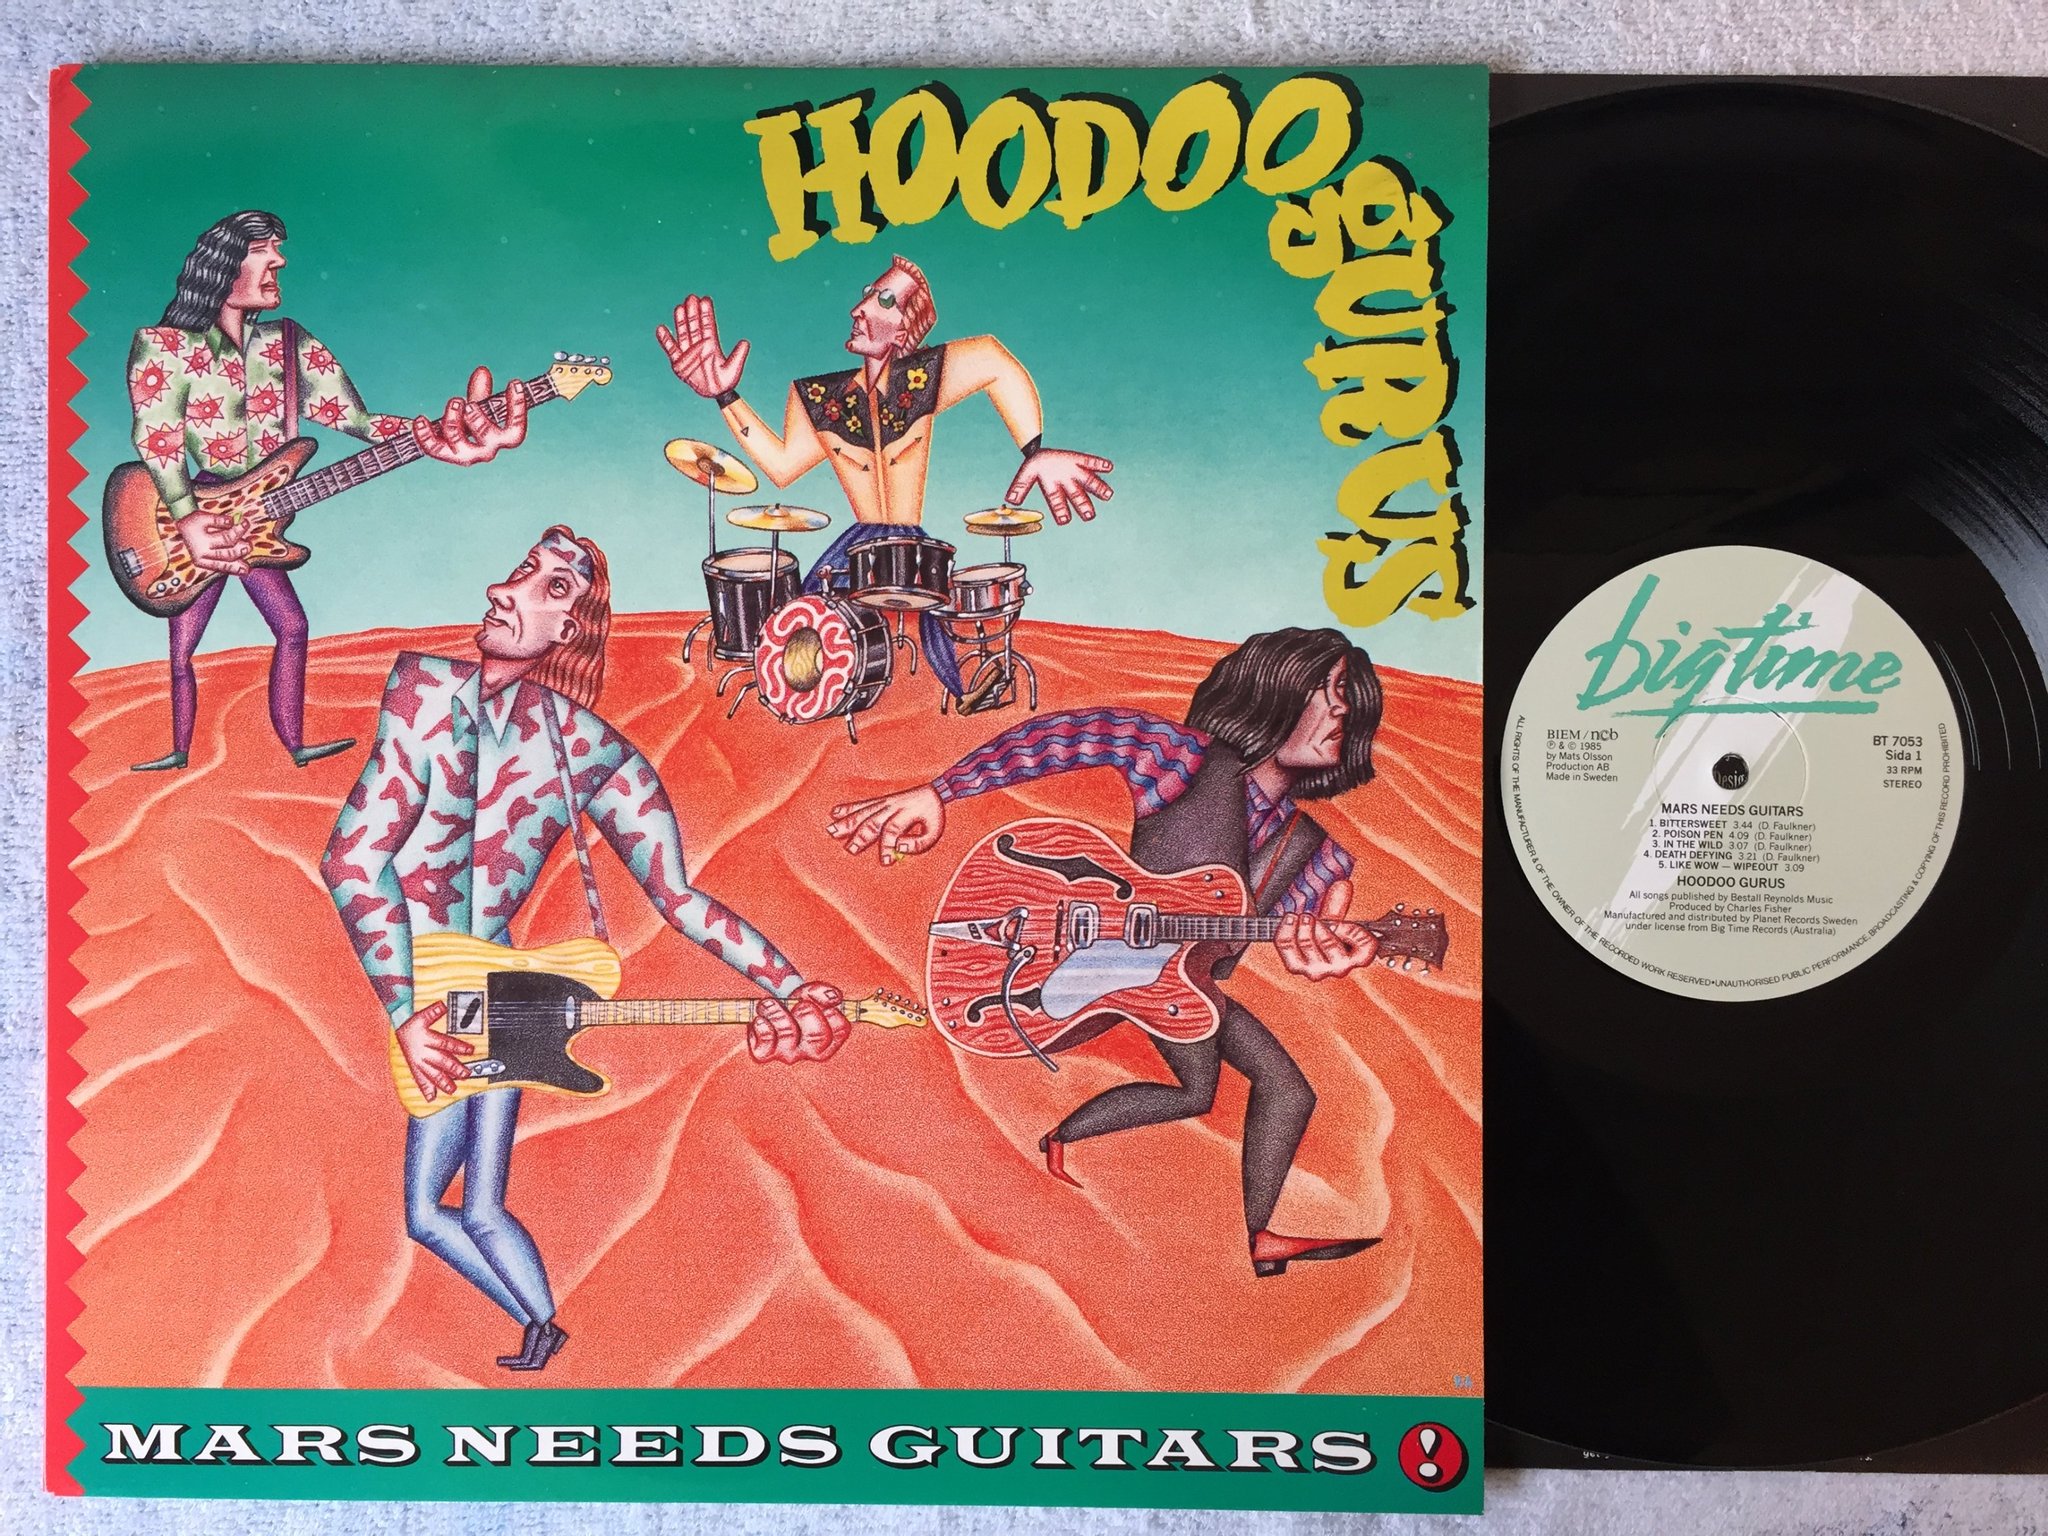 HOODOO
GURUS
MARS NEEDS GUITARS!
big time
BIEM / ncb
℗ & © 1985
by Mats Olsson
Production AB
Made in Sweden
BT 7053
Sida 1
33 RPM
STEREO
MARS NEEDS GUITARS
1. BITTERSWEET 3.44 (D. Faulkner)
2. POISON PEN 4.09 (D. Faulkner)
3. IN THE WILD 3.07 (D. Faulkner)
4. DEATH DEFYING 3.21 (D. Faulkner)
5. LIKE WOW — WIPEOUT 3.09
HOODOO GURUS
All songs published by Bestall Reynolds Music
Produced by Charles Fisher
Manufactured and distributed by Planet Records Sweden
under license from Big Time Records (Australia)
ALL RIGHTS OF THE MANUFACTURER & OF THE OWNER OF THE RECORDED WORK RESERVED•UNAUTHORISED PUBLIC PERFORMANCE, BROADCASTING & COPYING OF THIS RECORD PROHIBITED